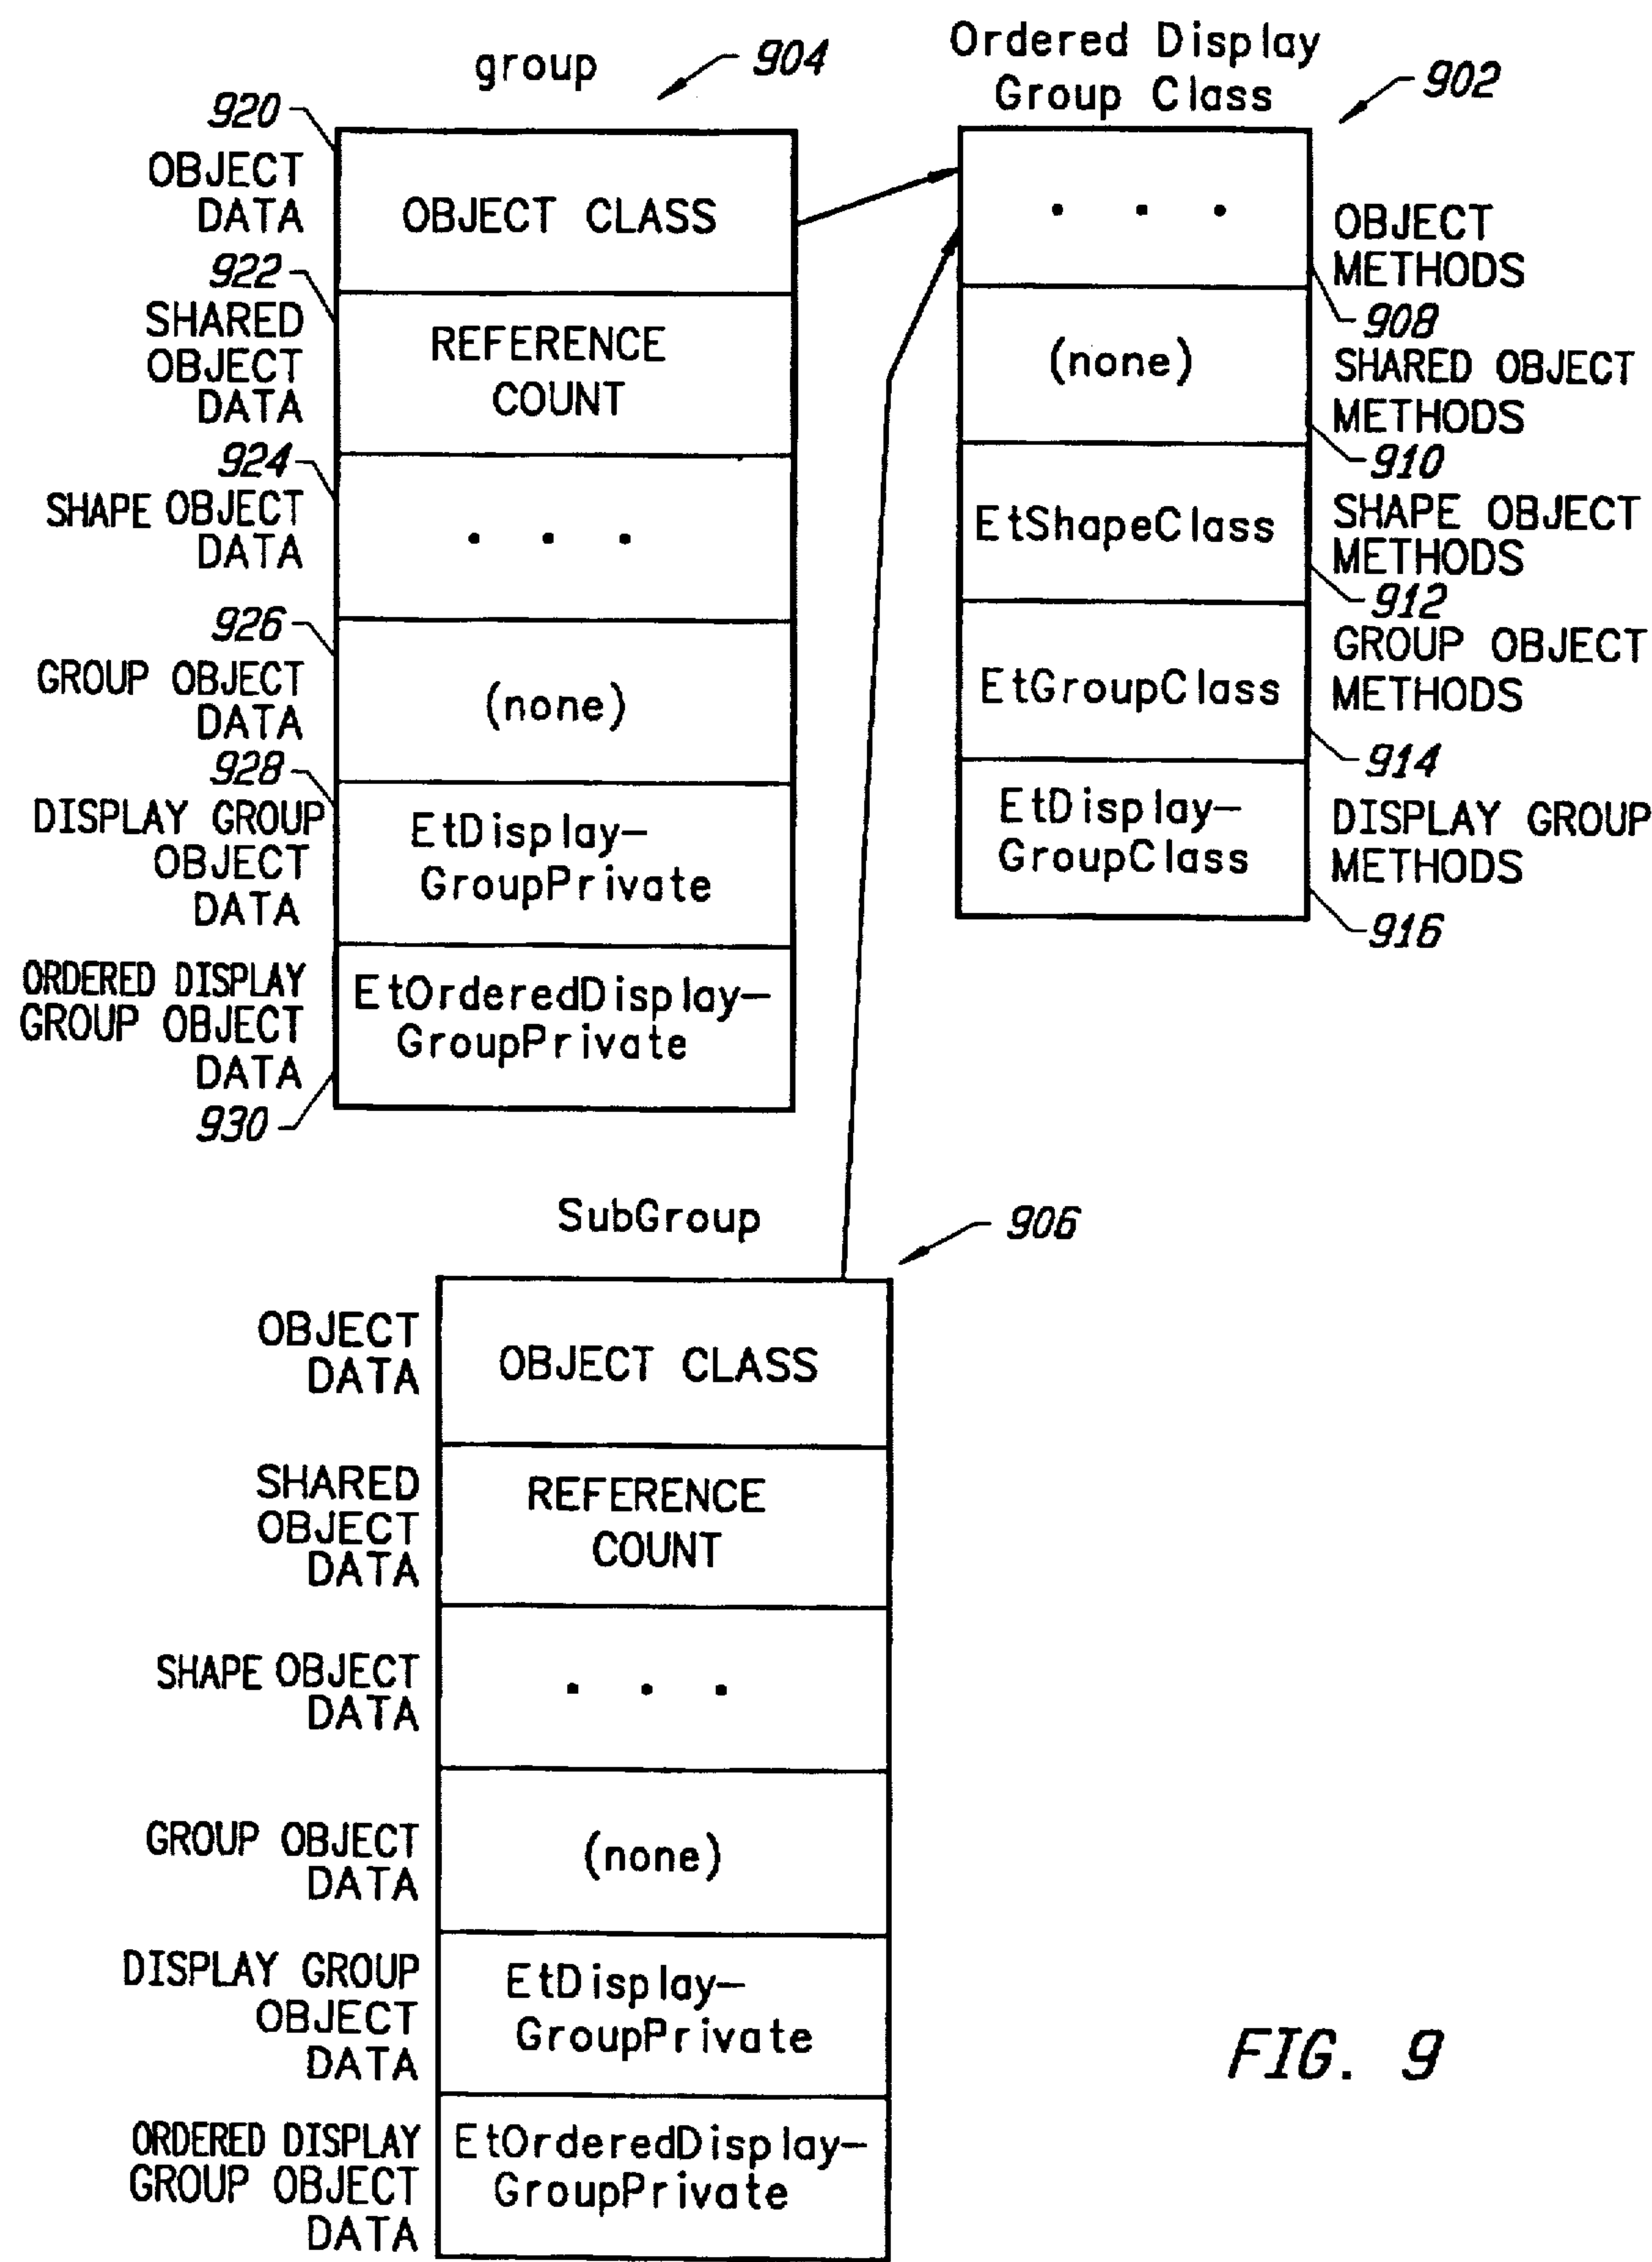 group
904
920
OBJECT
DATA
OBJECT CLASS
922
SHARED
OBJECT
DATA
REFERENCE
COUNT
924
SHAPE OBJECT
DATA
. . .
926
GROUP OBJECT
DATA
(none)
928
DISPLAY GROUP
OBJECT
DATA
EtDisplay-
GroupPrivate
ORDERED DISPLAY
GROUP OBJECT
DATA
EtOrderedDisplay-
GroupPrivate
930
Ordered Display
Group Class
902
. . .
OBJECT
METHODS
908
(none)
SHARED OBJECT
METHODS
910
EtShapeClass
SHAPE OBJECT
METHODS
912
EtGroupClass
GROUP OBJECT
METHODS
914
EtDisplay-
GroupClass
DISPLAY GROUP
METHODS
916
SubGroup
906
OBJECT
DATA
OBJECT CLASS
SHARED
OBJECT
DATA
REFERENCE
COUNT
SHAPE OBJECT
DATA
. . .
GROUP OBJECT
DATA
(none)
DISPLAY GROUP
OBJECT
DATA
EtDisplay-
GroupPrivate
ORDERED DISPLAY
GROUP OBJECT
DATA
EtOrderedDisplay-
GroupPrivate
FIG. 9